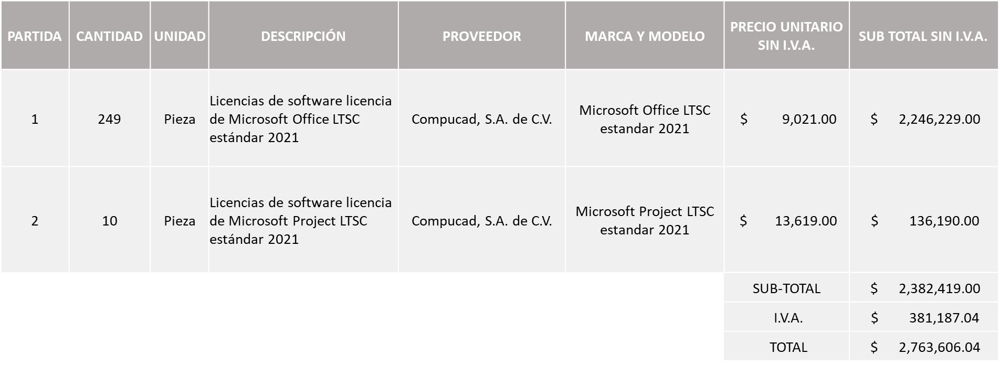 PARTIDA CANTIDAD UNIDAD DESCRIPCIÓN PROVEEDOR MARCA Y MODELO PRECIO UNITARIO SIN I.V.A. SUB TOTAL SIN I.V.A.
1 249 Pieza Licencias de software licencia
de Microsoft Office LTSC
estándar 2021
Compucad, S.A. de C.V.
Microsoft Office LTSC
estandar 2021
$ 9,021.00 $ 2,246,229.00
2 10 Pieza Licencias de software licencia
de Microsoft Project LTSC
estándar 2021
Compucad, S.A. de C.V.
Microsoft Project LTSC
estandar 2021
$ 13,619.00 $ 136,190.00
SUB-TOTAL $ 2,382,419.00
I.V.A. $ 381,187.04
TOTAL $ 2,763,606.04